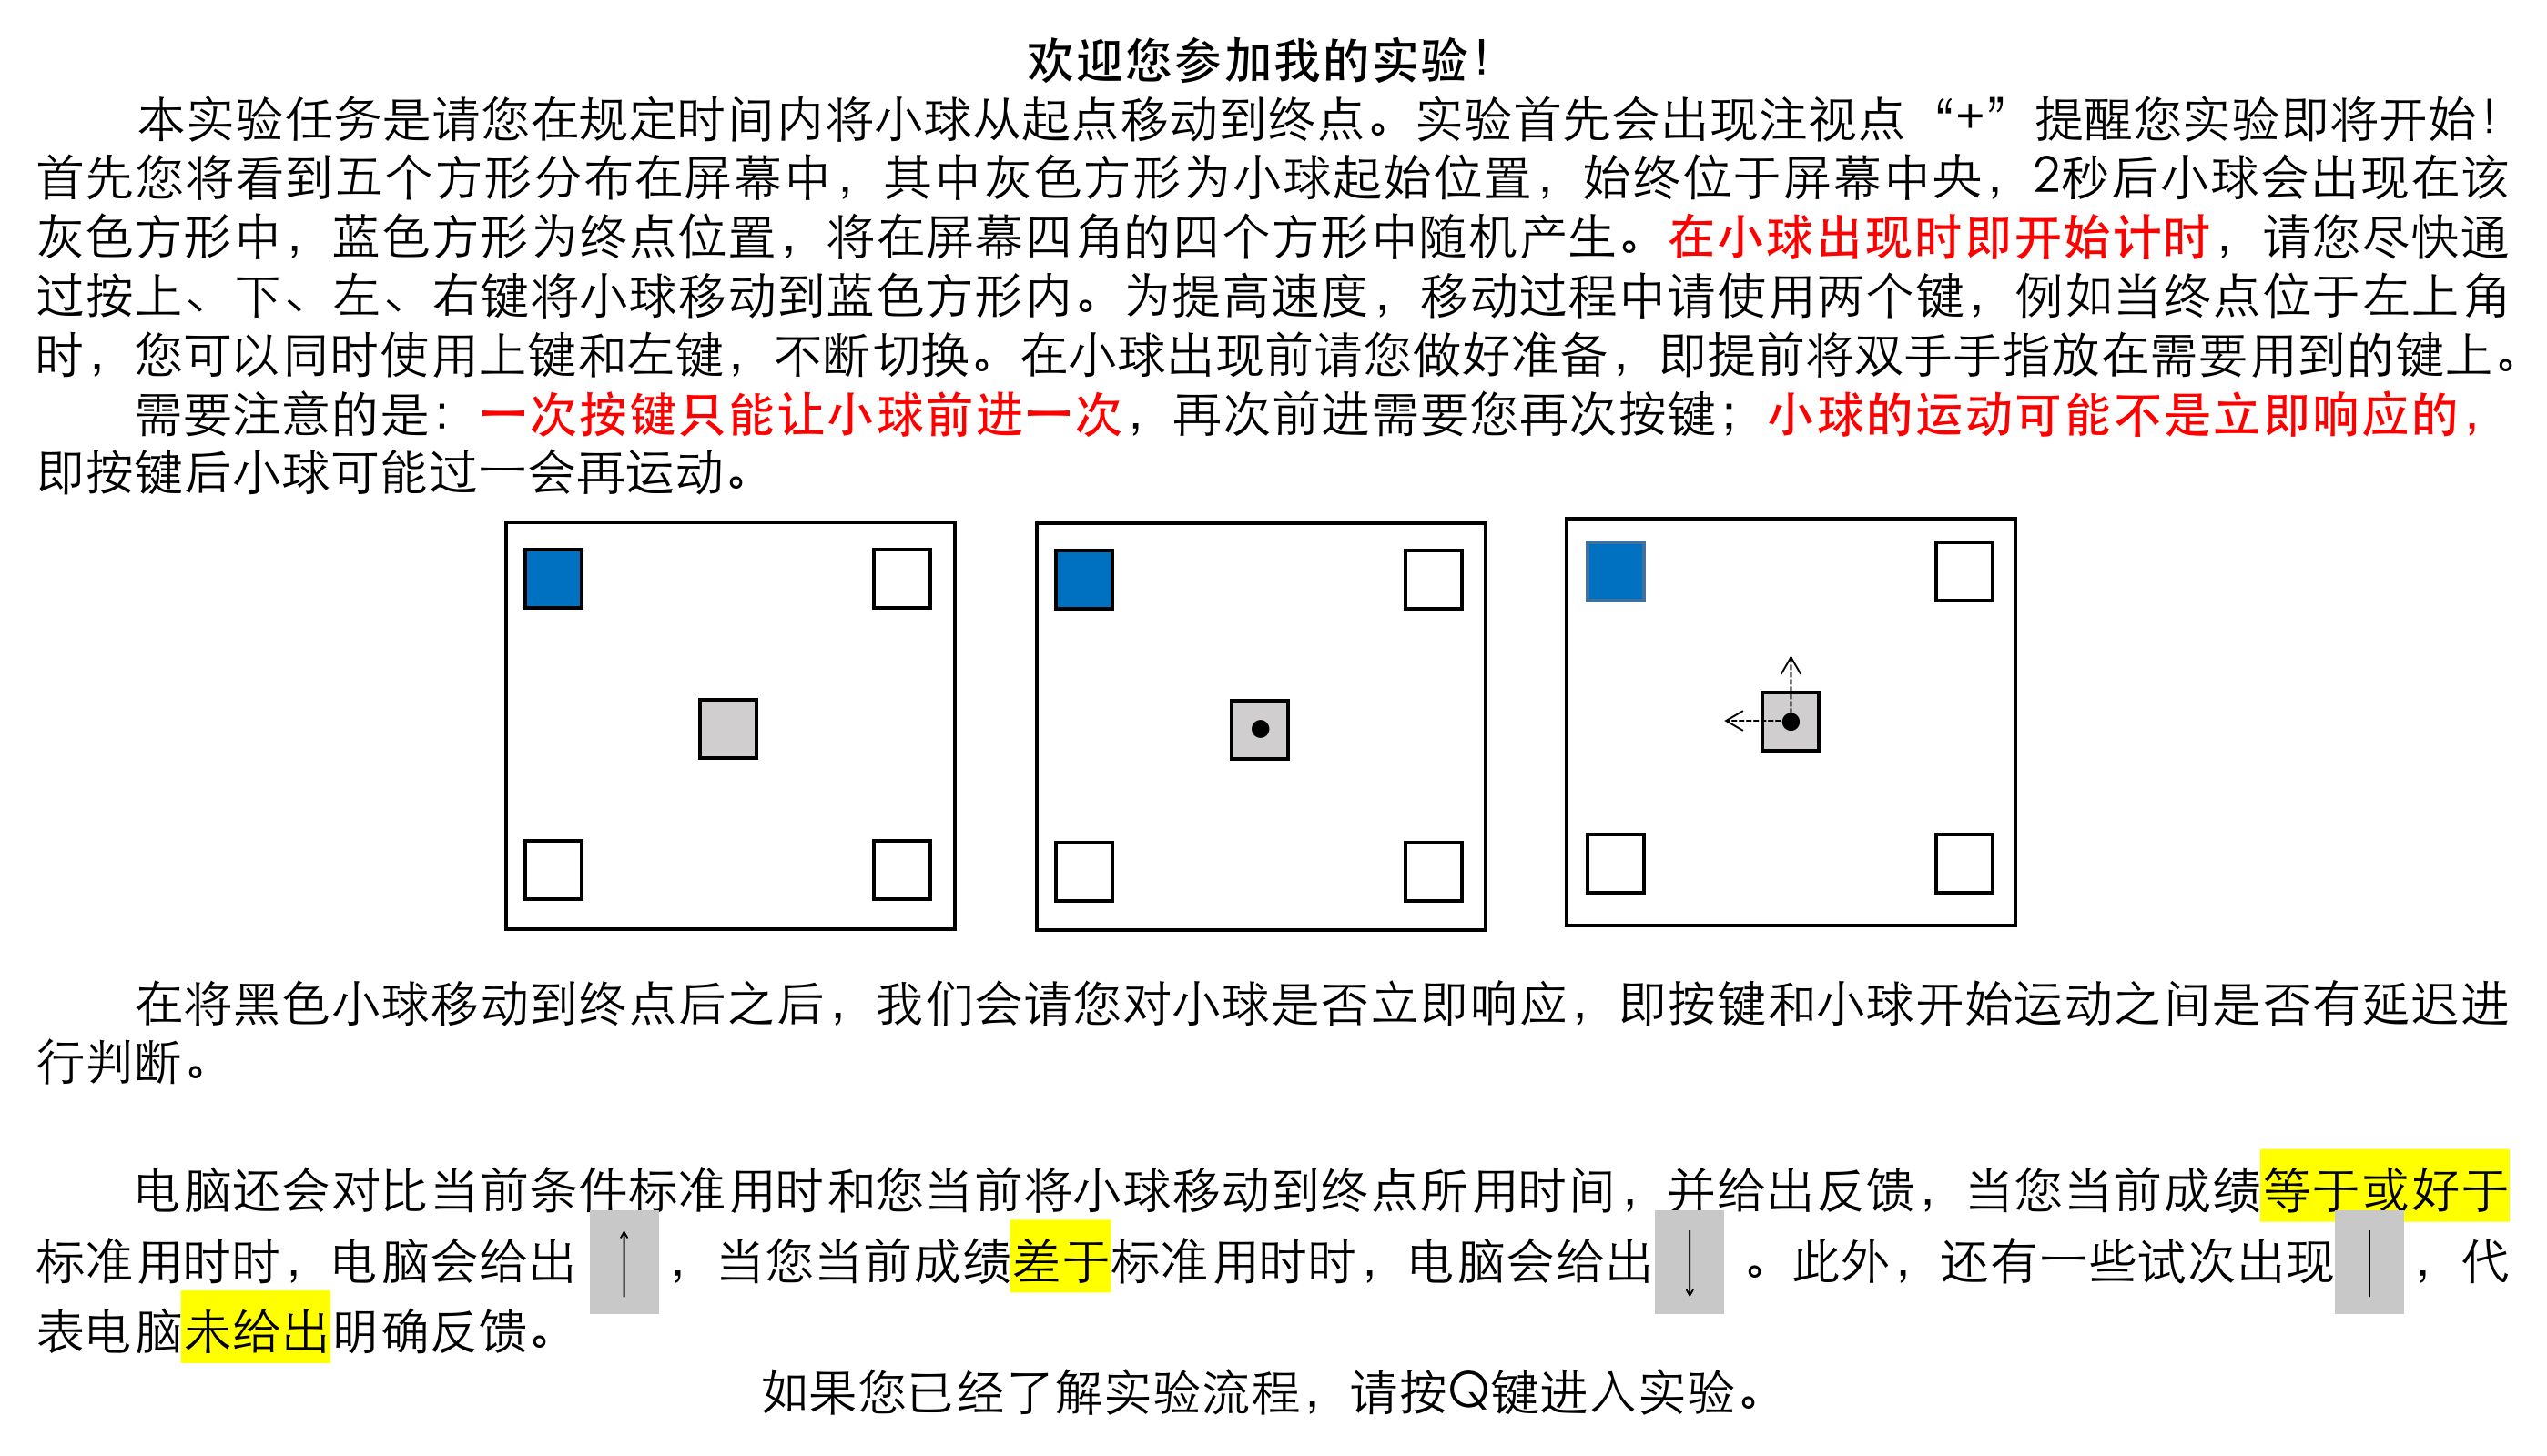 欢迎您参加我的实验！
本实验任务是请您在规定时间内将小球从起点移动到终点。实验首先会出现注视点“+”提醒您实验即将开始！
首先您将看到五个方形分布在屏幕中，其中灰色方形为小球起始位置，始终位于屏幕中央，2秒后小球会出现在该
灰色方形中，蓝色方形为终点位置，将在屏幕四角的四个方形中随机产生。在小球出现时即开始计时，请您尽快通
过按上、下、左、右键将小球移动到蓝色方形内。为提高速度，移动过程中请使用两个键，例如当终点位于左上角
时，您可以同时使用上键和左键，不断切换。在小球出现前请您做好准备，即提前将双手手指放在需要用到的键上。
需要注意的是：一次按键只能让小球前进一次，再次前进需要您再次按键；小球的运动可能不是立即响应的，
即按键后小球可能过一会再运动。
在将黑色小球移动到终点后之后，我们会请您对小球是否立即响应，即按键和小球开始运动之间是否有延迟进
行判断。
电脑还会对比当前条件标准用时和您当前将小球移动到终点所用时间，并给出反馈，当您当前成绩等于或好于
标准用时时，电脑会给出↑，当您当前成绩差于标准用时时，电脑会给出↓。此外，还有一些试次出现|，代
表电脑未给出明确反馈。
如果您已经了解实验流程，请按Q键进入实验。